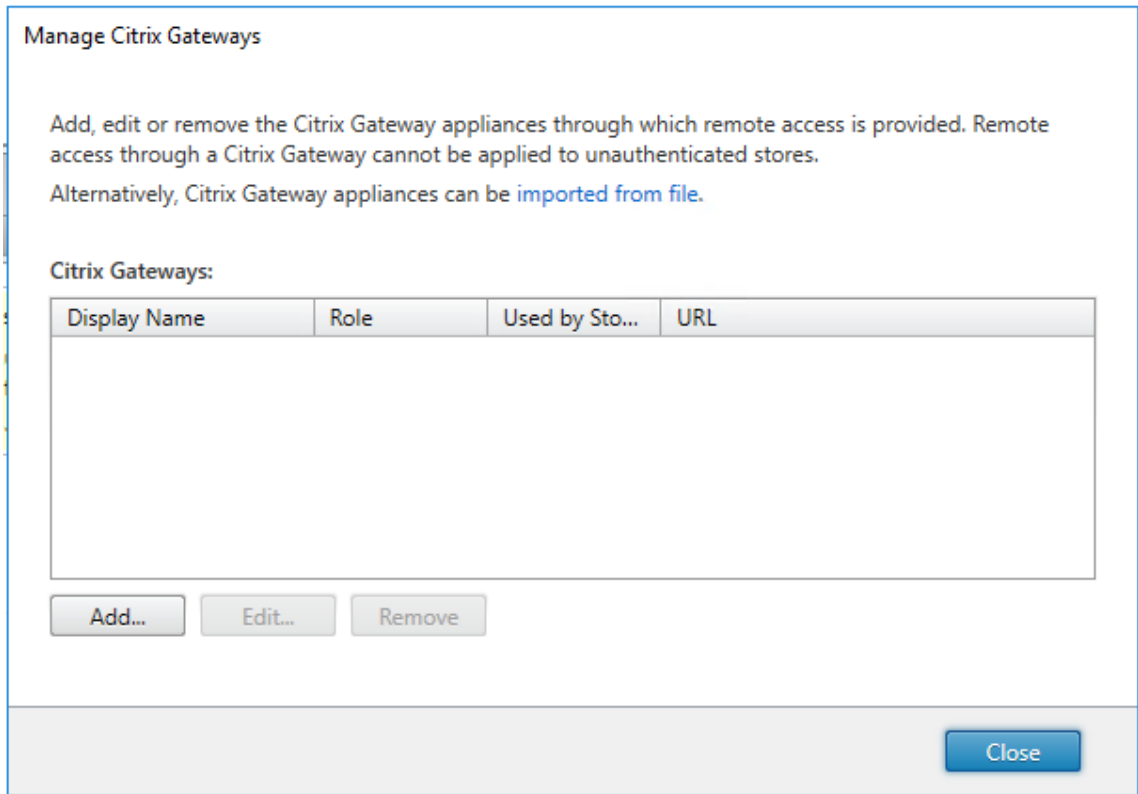 Manage Citrix Gateways
Add, edit or remove the Citrix Gateway appliances through which remote access is provided. Remote
access through a Citrix Gateway cannot be applied to unauthenticated stores.
Alternatively, Citrix Gateway appliances can be imported from file.
Citrix Gateways:
Display Name Role Used by Sto... URL
Add... Edit... Remove
Close